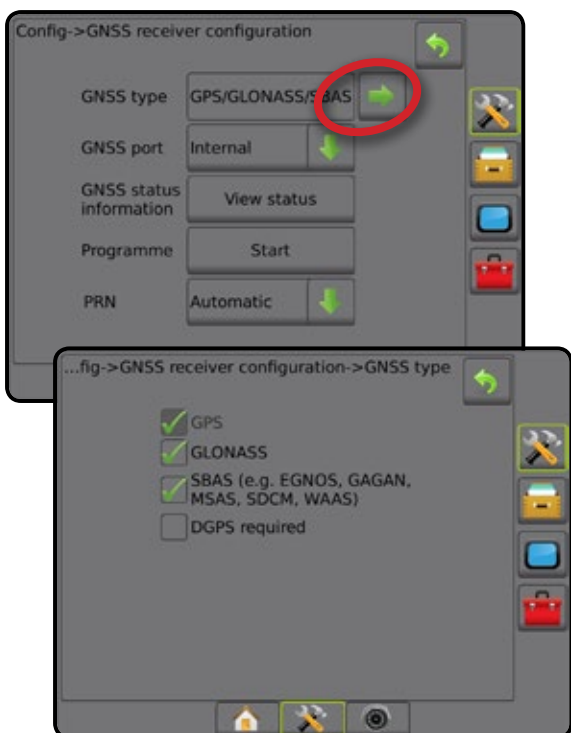 Config->GNSS receiver configuration
GNSS type GPS/GLONASS/SBAS
GNSS port Internal
GNSS status
information View status
Programme Start
PRN Automatic
...fig->GNSS receiver configuration->GNSS type
GPS
GLONASS
SBAS (e.g. EGNOS, GAGAN,
MSAS, SDCM, WAAS)
DGPS required